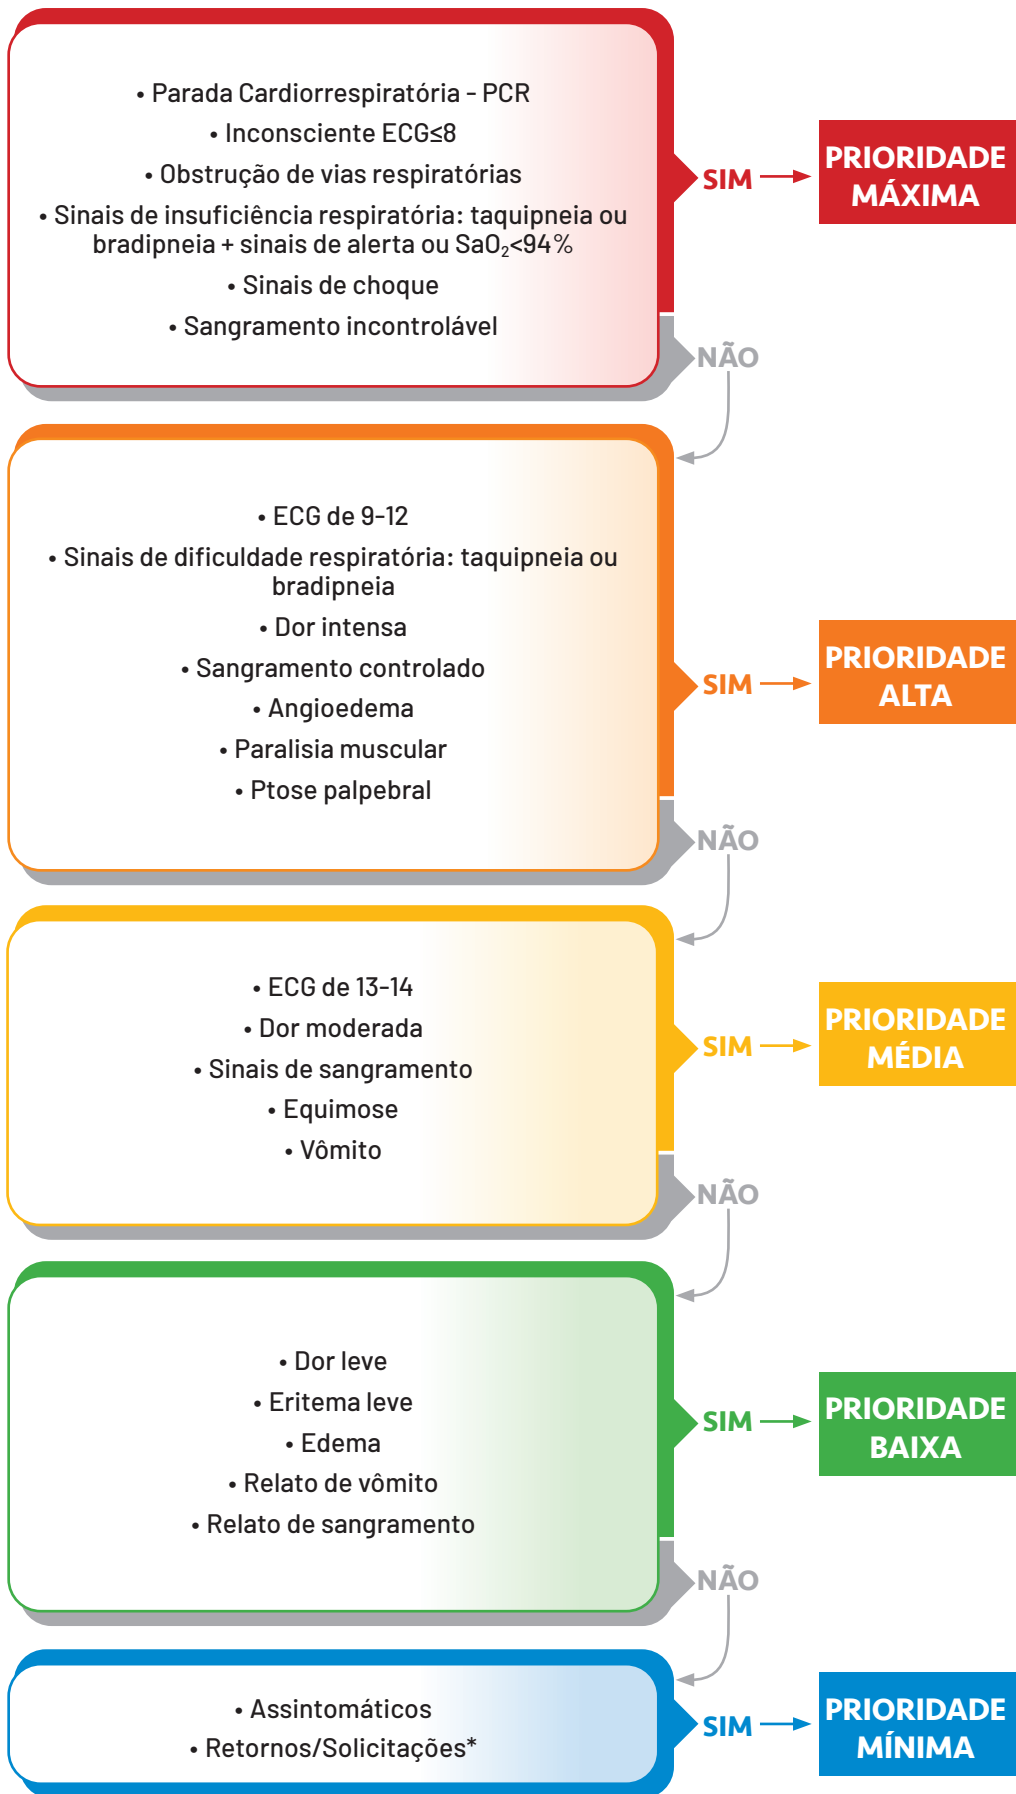 • Parada Cardiorrespiratória - PCR
• Inconsciente ECG≤8
• Obstrução de vias respiratórias
• Sinais de insuficiência respiratória: taquipneia ou
bradipneia + sinais de alerta ou SaO₂<94%
• Sinais de choque
• Sangramento incontrolável
SIM
PRIORIDADE
MÁXIMA
NÃO
• ECG de 9-12
• Sinais de dificuldade respiratória: taquipneia ou
bradipneia
• Dor intensa
• Sangramento controlado
• Angioedema
• Paralisia muscular
• Ptose palpebral
SIM
PRIORIDADE
ALTA
NÃO
• ECG de 13-14
• Dor moderada
• Sinais de sangramento
• Equimose
• Vômito
SIM
PRIORIDADE
MÉDIA
NÃO
• Dor leve
• Eritema leve
• Edema
• Relato de vômito
• Relato de sangramento
SIM
PRIORIDADE
BAIXA
NÃO
• Assintomáticos
• Retornos/Solicitações*
SIM
PRIORIDADE
MÍNIMA